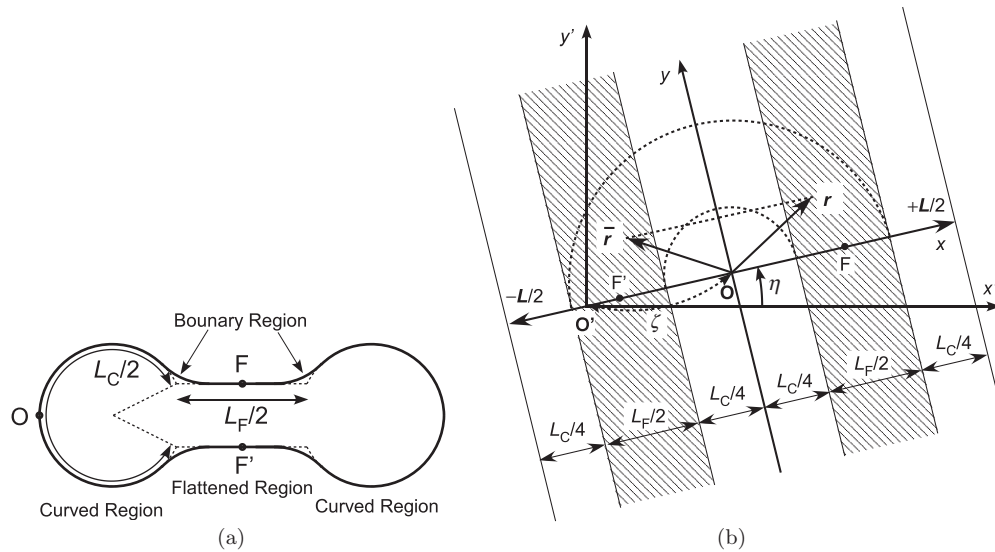 Bounary Region
L_C/2
F
O
L_F/2
F'
Flattened Region
Curved Region
Curved Region
(a)
y'
y
r
r̄
+L/2
x
F
F'
η
O
−L/2
x'
O'
ζ
L_C/4
L_F/2
L_C/4
L_C/4
L_F/2
L_C/4
(b)